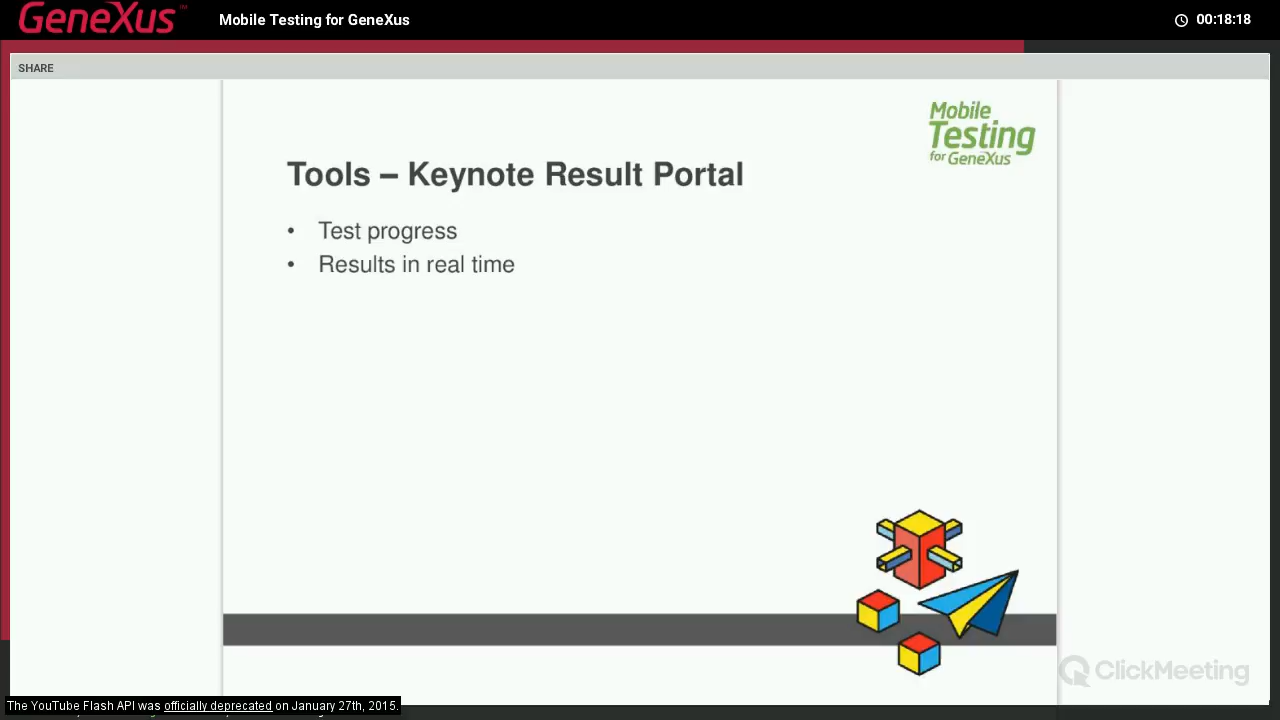 GeneXus™
Mobile Testing for GeneXus
00:18:18
SHARE
Mobile
Testing
for GeneXus
Tools – Keynote Result Portal
• Test progress
• Results in real time
ClickMeeting
The YouTube Flash API was officially deprecated on January 27th, 2015.